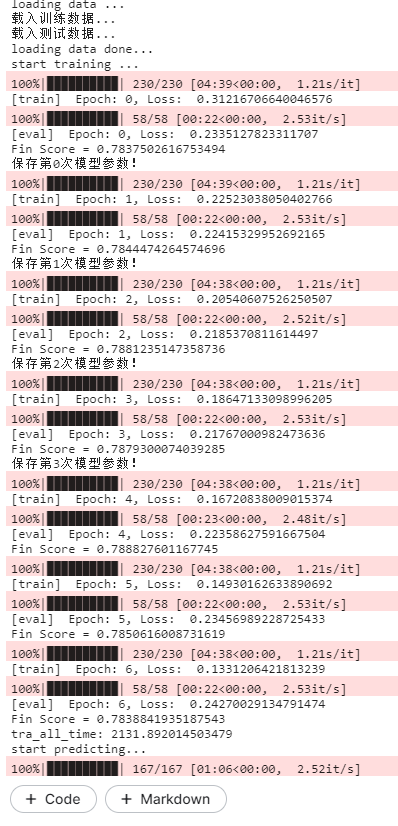 loading data ...
载入训练数据...
载入测试数据...
loading data done...
start training ...
100%|██████████| 230/230 [04:39<00:00,  1.21s/it]
[train]  Epoch: 0, Loss:  0.31216706640046576
100%|██████████| 58/58 [00:22<00:00,  2.53it/s]
[eval]  Epoch: 0, Loss:  0.2335127823311707
Fin Score = 0.7837502616753494
保存第0次模型参数!
100%|██████████| 230/230 [04:39<00:00,  1.21s/it]
[train]  Epoch: 1, Loss:  0.22523038050402766
100%|██████████| 58/58 [00:22<00:00,  2.53it/s]
[eval]  Epoch: 1, Loss:  0.22415329952692165
Fin Score = 0.7844474264574696
保存第1次模型参数!
100%|██████████| 230/230 [04:38<00:00,  1.21s/it]
[train]  Epoch: 2, Loss:  0.20540607526250507
100%|██████████| 58/58 [00:22<00:00,  2.52it/s]
[eval]  Epoch: 2, Loss:  0.2185370811614497
Fin Score = 0.7881235147358736
保存第2次模型参数!
100%|██████████| 230/230 [04:38<00:00,  1.21s/it]
[train]  Epoch: 3, Loss:  0.18647133098996205
100%|██████████| 58/58 [00:22<00:00,  2.53it/s]
[eval]  Epoch: 3, Loss:  0.21767000982473636
Fin Score = 0.7879300074039285
保存第3次模型参数!
100%|██████████| 230/230 [04:38<00:00,  1.21s/it]
[train]  Epoch: 4, Loss:  0.16720838009015374
100%|██████████| 58/58 [00:23<00:00,  2.48it/s]
[eval]  Epoch: 4, Loss:  0.22358627591667504
Fin Score = 0.788827601167745
100%|██████████| 230/230 [04:38<00:00,  1.21s/it]
[train]  Epoch: 5, Loss:  0.14930162633890692
100%|██████████| 58/58 [00:22<00:00,  2.53it/s]
[eval]  Epoch: 5, Loss:  0.23456989228725433
Fin Score = 0.7850616008731619
100%|██████████| 230/230 [04:38<00:00,  1.21s/it]
[train]  Epoch: 6, Loss:  0.1331206421813239
100%|██████████| 58/58 [00:22<00:00,  2.53it/s]
[eval]  Epoch: 6, Loss:  0.24270029134791474
Fin Score = 0.7838841935187543
tra_all_time: 2131.892014503479
start predicting...
100%|██████████| 167/167 [01:06<00:00,  2.52it/s]
+ Code  + Markdown